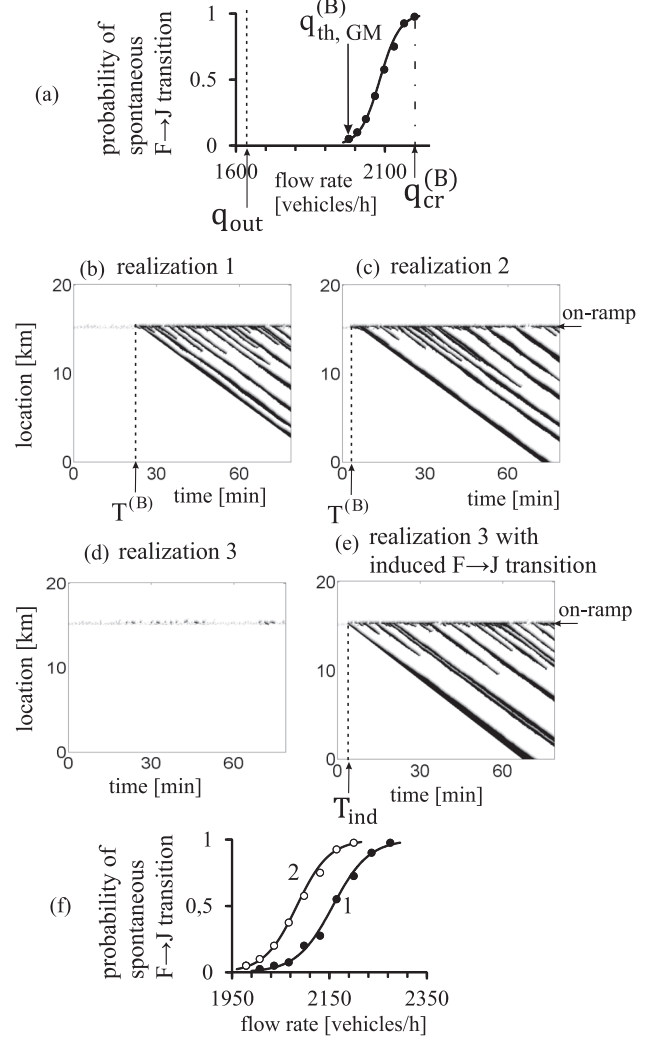 (a)
probability of
spontaneous
F→J transition
1
0.5
0
q_th, GM^(B)
1600
2100
flow rate
[vehicles/h]
q_out
q_cr^(B)
(b) realization 1
location [km]
20
10
0
0
30
60
T^(B)
time [min]
(c) realization 2
20
10
0
0
30
60
on-ramp
T^(B)
time [min]
(d) realization 3
location [km]
20
10
0
0
30
60
time [min]
(e) realization 3 with
induced F→J transition
20
10
0
0
30
60
on-ramp
T_ind
time [min]
(f)
probability of
spontaneous
F→J transition
1
0,5
0
2
1
1950
2150
2350
flow rate [vehicles/h]